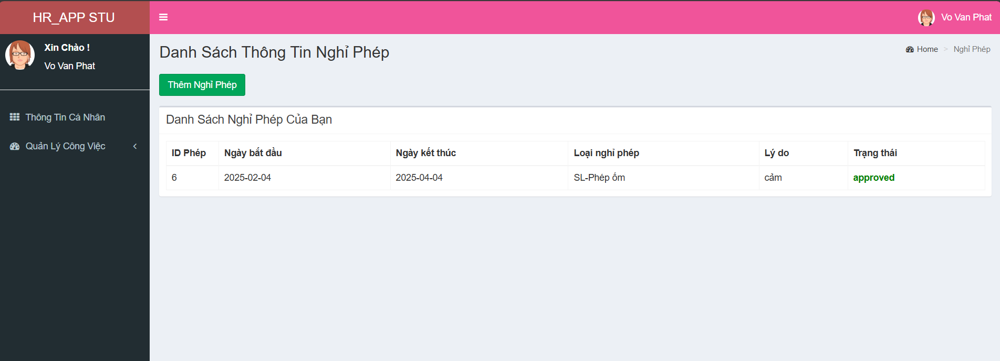 HR_APP STU
Vo Van Phat
Xin Chào !
Vo Van Phat
Thông Tin Cá Nhân
Quản Lý Công Việc
Danh Sách Thông Tin Nghỉ Phép
Home > Nghỉ Phép
Thêm Nghỉ Phép
Danh Sách Nghỉ Phép Của Bạn
ID Phép Ngày bắt đầu Ngày kết thúc Loại nghỉ phép Lý do Trạng thái
6 2025-02-04 2025-04-04 SL-Phép ốm cảm approved